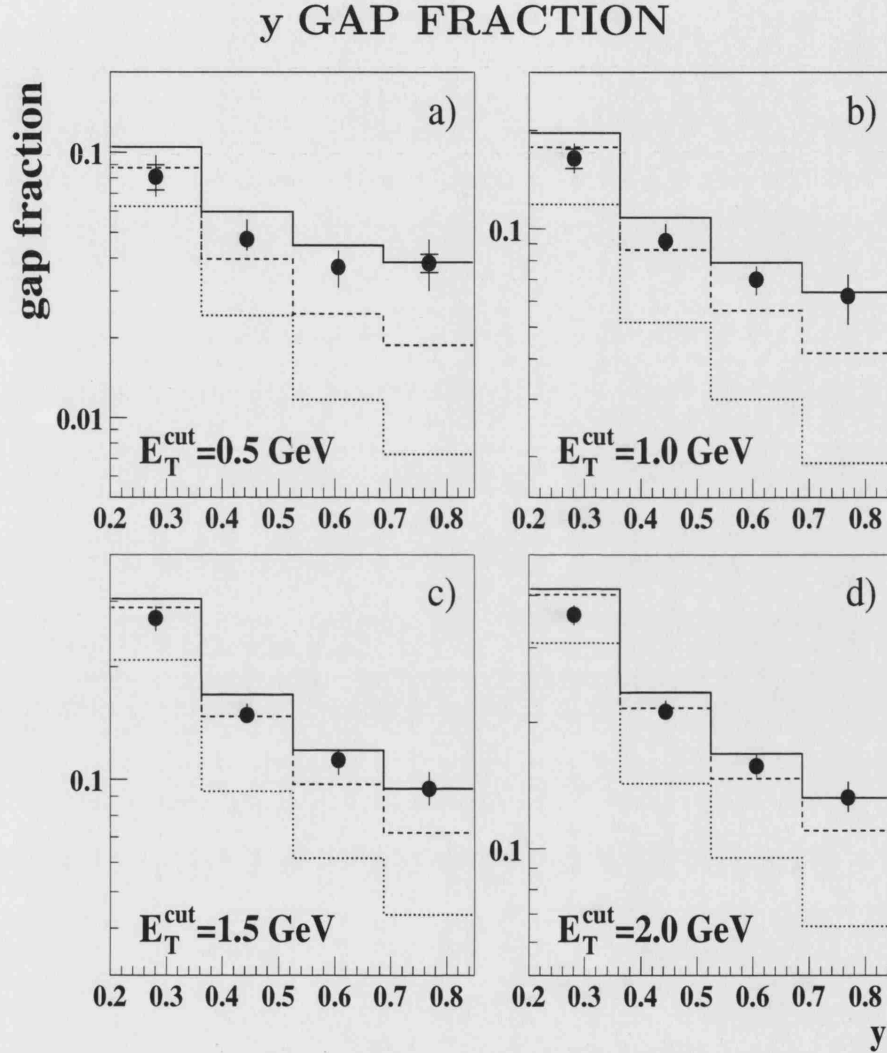 y GAP FRACTION
gap fraction
a)
0.1
0.01
E_T^cut=0.5 GeV
0.2 0.3 0.4 0.5 0.6 0.7 0.8
b)
0.1
E_T^cut=1.0 GeV
0.2 0.3 0.4 0.5 0.6 0.7 0.8
c)
0.1
E_T^cut=1.5 GeV
0.2 0.3 0.4 0.5 0.6 0.7 0.8
d)
0.1
E_T^cut=2.0 GeV
0.2 0.3 0.4 0.5 0.6 0.7 0.8
y